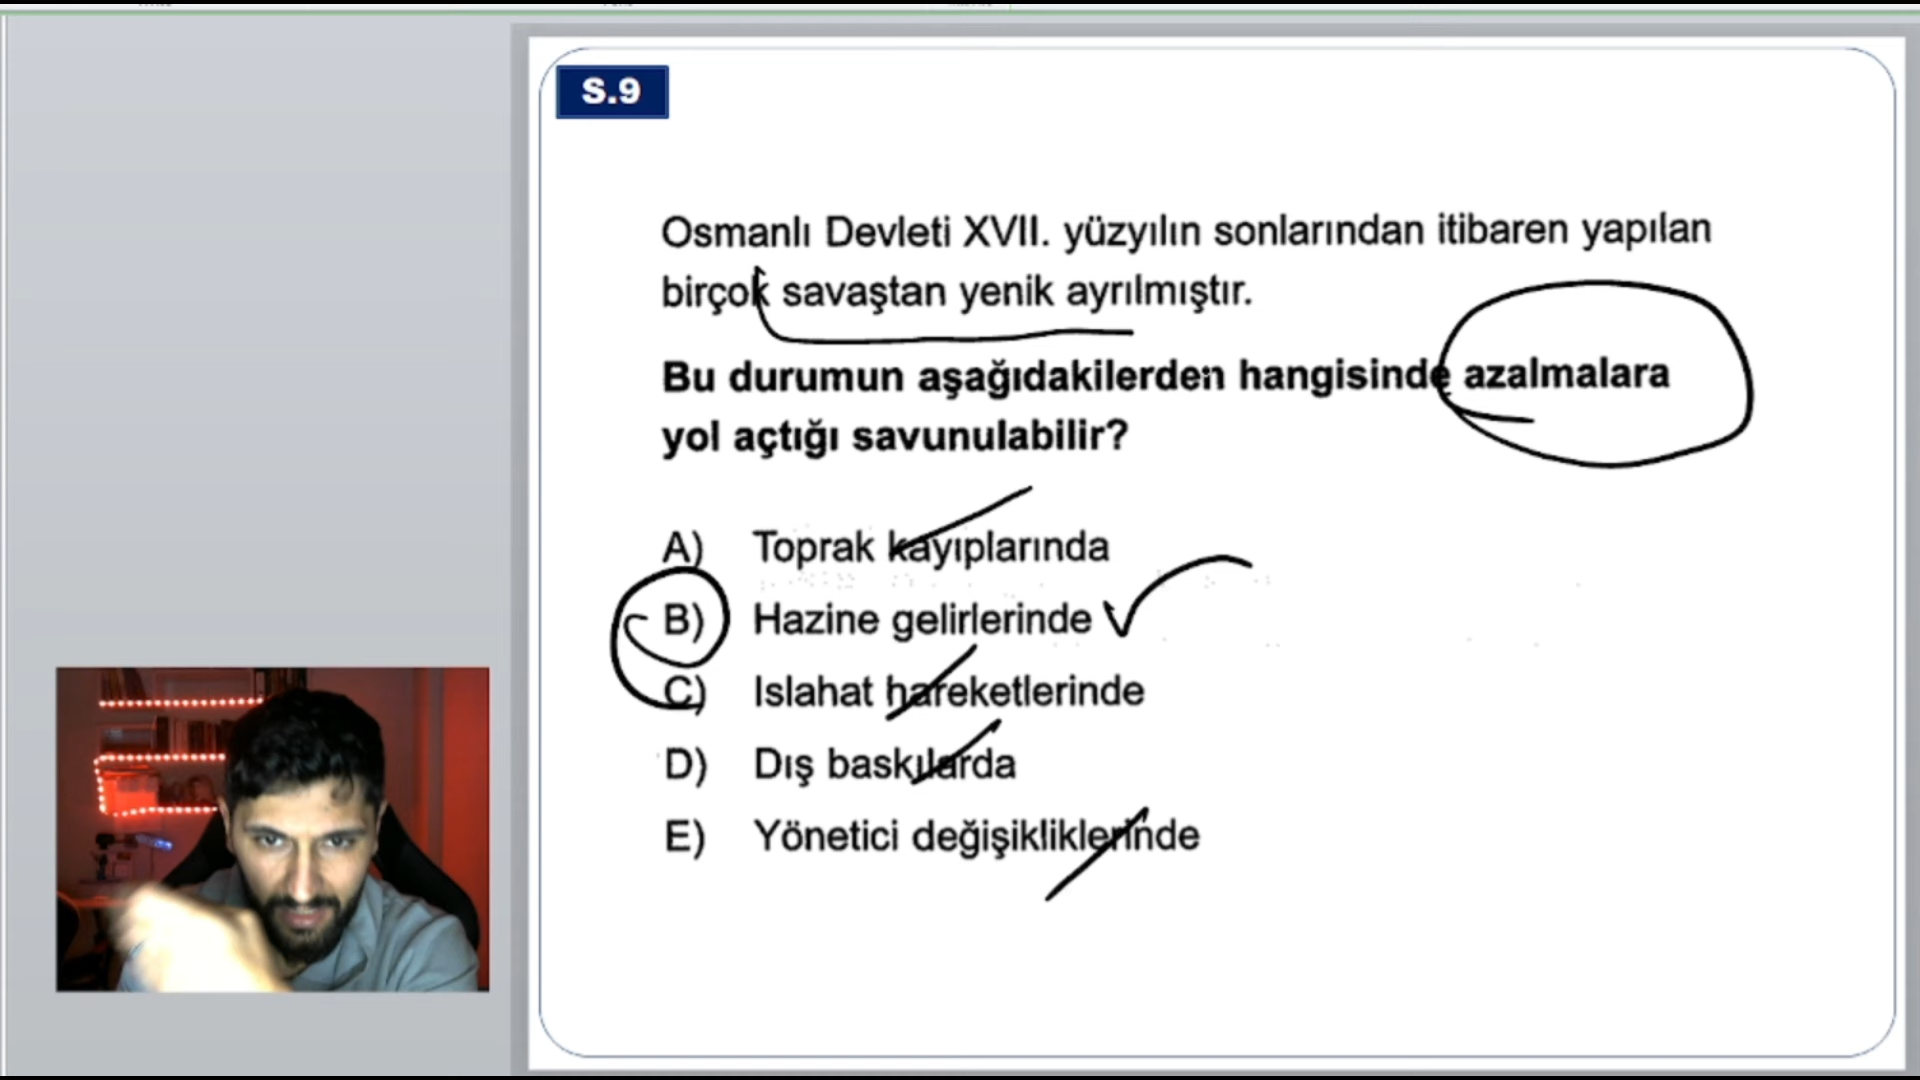 S.9
Osmanlı Devleti XVII. yüzyılın sonlarından itibaren yapılan
birçok savaştan yenik ayrılmıştır.
Bu durumun aşağıdakilerden hangisinde azalmalara
yol açtığı savunulabilir?
A) Toprak kayıplarında
B) Hazine gelirlerinde
C) Islahat hareketlerinde
D) Dış baskılarda
E) Yönetici değişikliklerinde